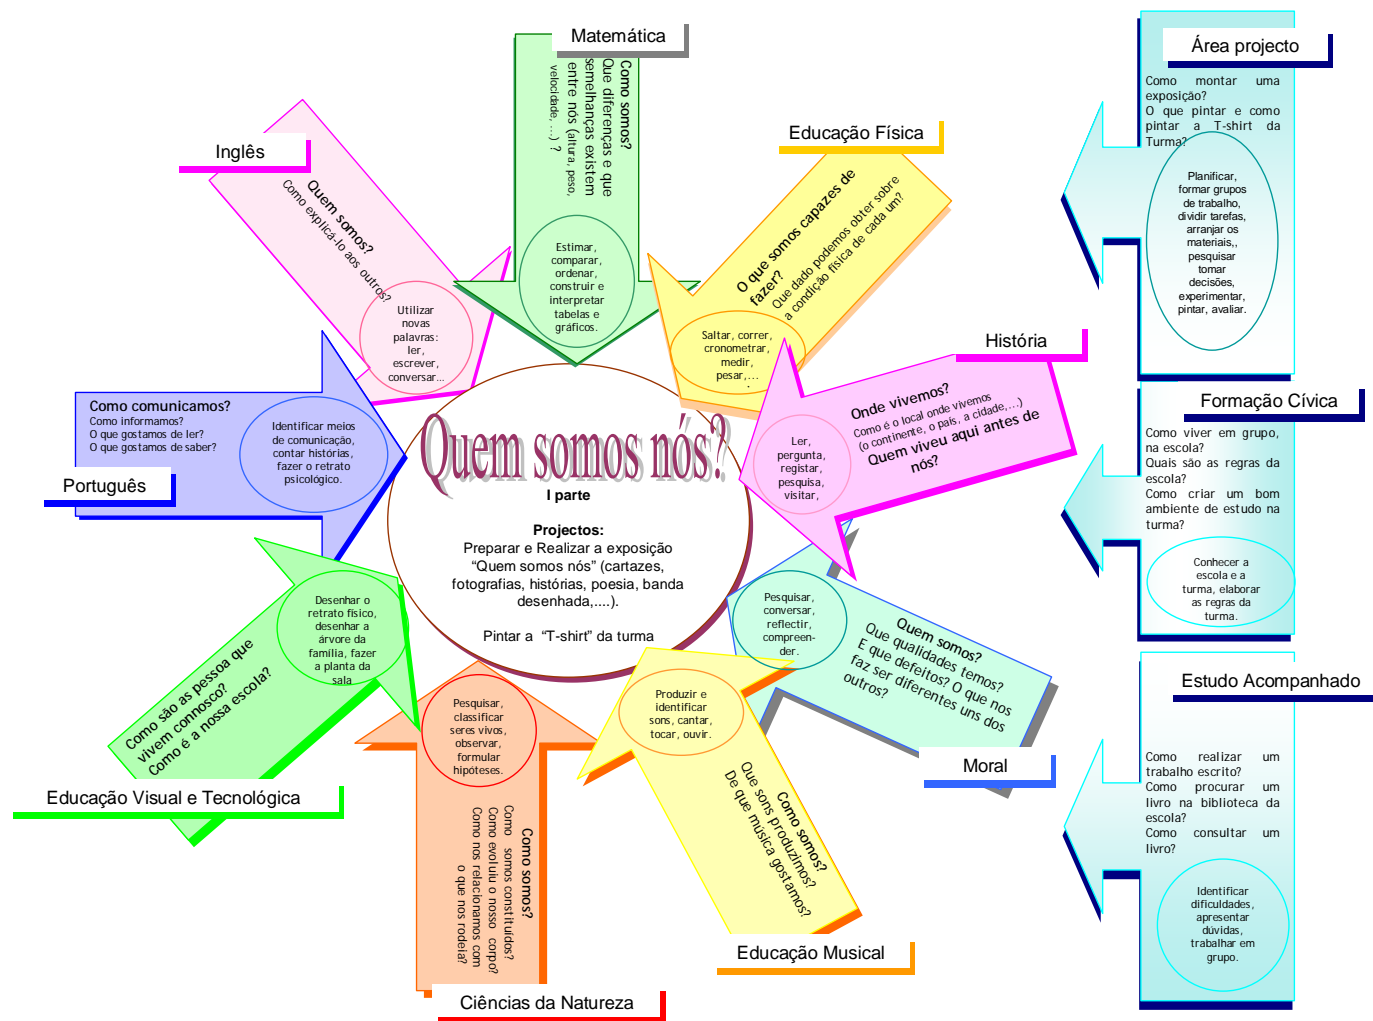 Matemática
Como somos?
Que diferenças e que
semelhanças existem
entre nós (altura, peso,
velocidade, ...) ?
Estimar,
comparar,
ordenar,
construir e
interpretar
tabelas e
gráficos.
Inglês
Quem somos?
Como explicá-lo aos outros?
Utilizar
novas
palavras:
ler,
escrever,
conversar...
Educação Física
O que somos capazes de
fazer?
Que dado podemos obter sobre
a condição física de cada um?
Saltar, correr,
cronometrar,
medir,
pesar,...
.
História
Onde vivemos?
Como é o local onde vivemos
(o continente, o país, a cidade,...)
Quem viveu aqui antes de
nós?
Ler,
pergunta,
registar,
pesquisa,
visitar,
Português
Como comunicamos?
Como informamos?
O que gostamos de ler?
O que gostamos de saber?
Identificar meios
de comunicação,
contar histórias,
fazer o retrato
psicológico.
Quem somos nós?
I parte
Projectos:
Preparar e Realizar a exposição
“Quem somos nós” (cartazes,
fotografias, histórias, poesia, banda
desenhada,....).
Pintar a “T-shirt” da turma
Educação Visual e Tecnológica
Como são as pessoa que
vivem connosco?
Como é a nossa escola?
Desenhar o
retrato físico,
desenhar a
árvore da
família, fazer
a planta da
sala
Moral
Quem somos?
Que qualidades temos?
E que defeitos? O que nos
faz ser diferentes uns dos
outros?
Pesquisar,
conversar,
reflectir,
compreen-
der.
Ciências da Natureza
Como somos?
Como somos constituídos?
Como evoluiu o nosso corpo?
Como nos relacionamos com
o que nos rodeia?
Pesquisar,
classificar
seres vivos,
observar,
formular
hipóteses.
Educação Musical
Como somos?
Que sons produzimos?
De que música gostamos?
Produzir e
identificar
sons, cantar,
tocar, ouvir.
Área projecto
Como montar uma
exposição?
O que pintar e como
pintar a T-shirt da
Turma?
Planificar,
formar grupos
de trabalho,
dividir tarefas,
arranjar os
materiais,,
pesquisar
tomar
decisões,
experimentar,
pintar, avaliar.
Formação Cívica
Como viver em grupo,
na escola?
Quais são as regras da
escola?
Como criar um bom
ambiente de estudo na
turma?
Conhecer a
escola e a
turma, elaborar
as regras da
turma.
Estudo Acompanhado
Como realizar um
trabalho escrito?
Como procurar um
livro na biblioteca da
escola?
Como consultar um
livro?
Identificar
dificuldades,
apresentar
dúvidas,
trabalhar em
grupo.